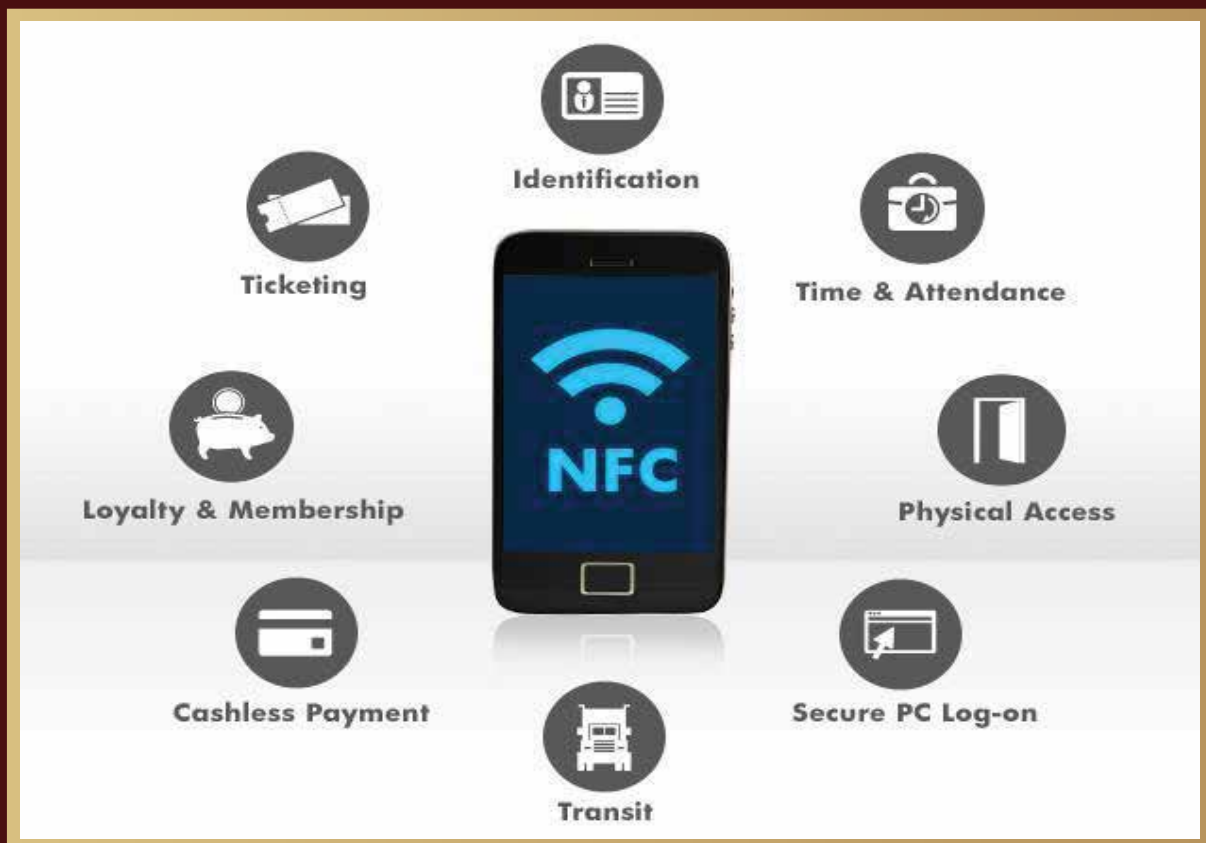 Identification
Ticketing
Time & Attendance
NFC
Loyalty & Membership
Physical Access
Cashless Payment
Secure PC Log-on
Transit